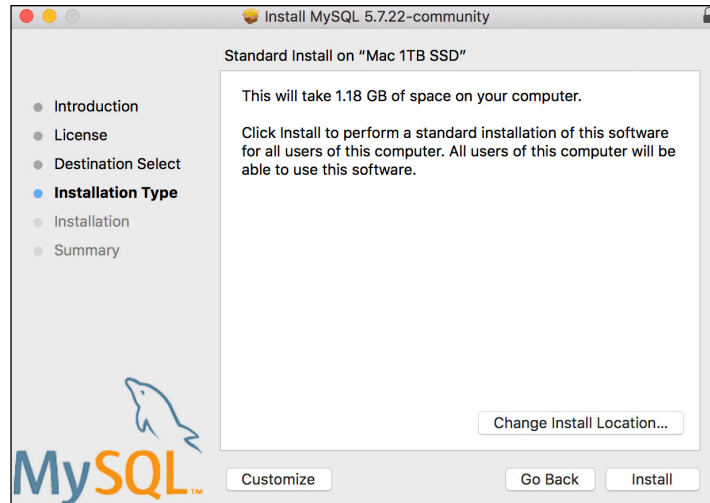 Install MySQL 5.7.22-community
Standard Install on “Mac 1TB SSD”
Introduction
License
Destination Select
Installation Type
Installation
Summary
This will take 1.18 GB of space on your computer.
Click Install to perform a standard installation of this software
for all users of this computer. All users of this computer will be
able to use this software.
Change Install Location...
MySQL™
Customize
Go Back
Install